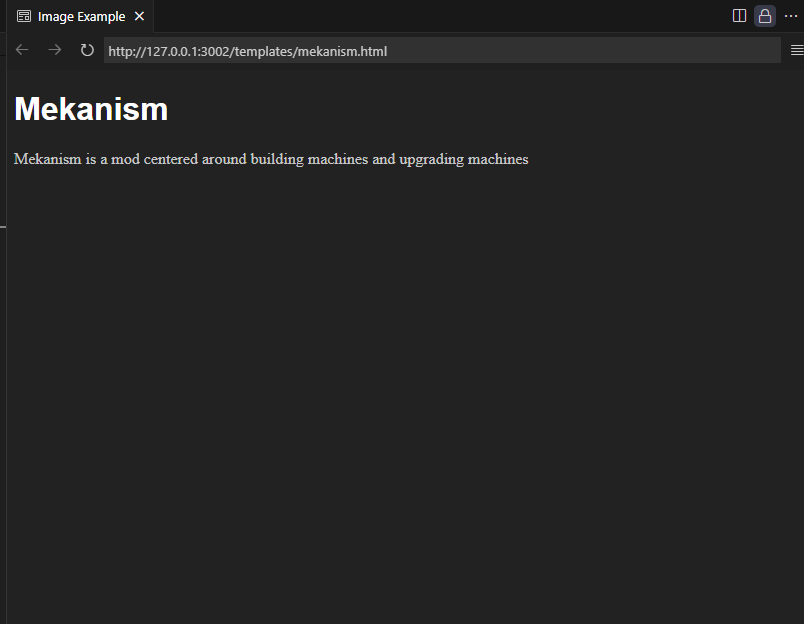 Image Example
http://127.0.0.1:3002/templates/mekanism.html
Mekanism
Mekanism is a mod centered around building machines and upgrading machines